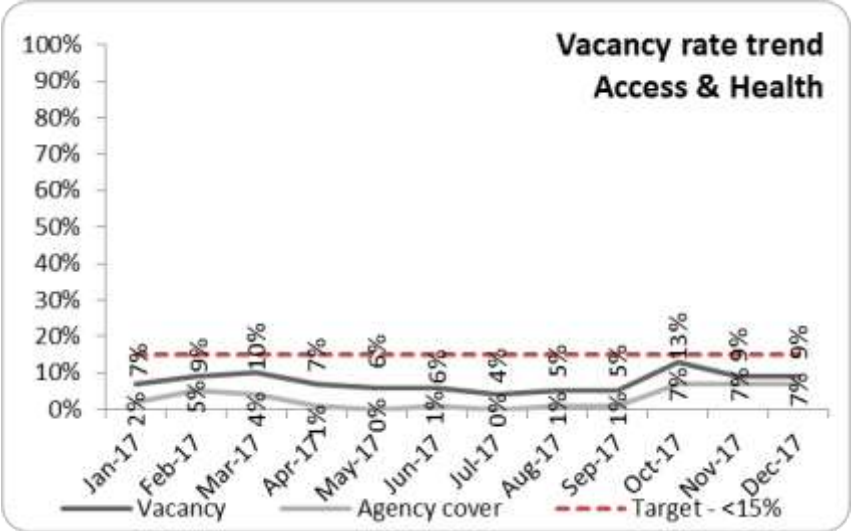 Vacancy rate trend
Access & Health
100%
90%
80%
70%
60%
50%
40%
30%
20%
10%
0%
7% 9% 10% 7% 6% 6% 4% 5% 5% 13% 9% 9%
2% 5% 4% 1% 0% 1% 0% 1% 1% 7% 7% 7%
Jan-17 Feb-17 Mar-17 Apr-17 May-17 Jun-17 Jul-17 Aug-17 Sep-17 Oct-17 Nov-17 Dec-17
Vacancy Agency cover Target - <15%